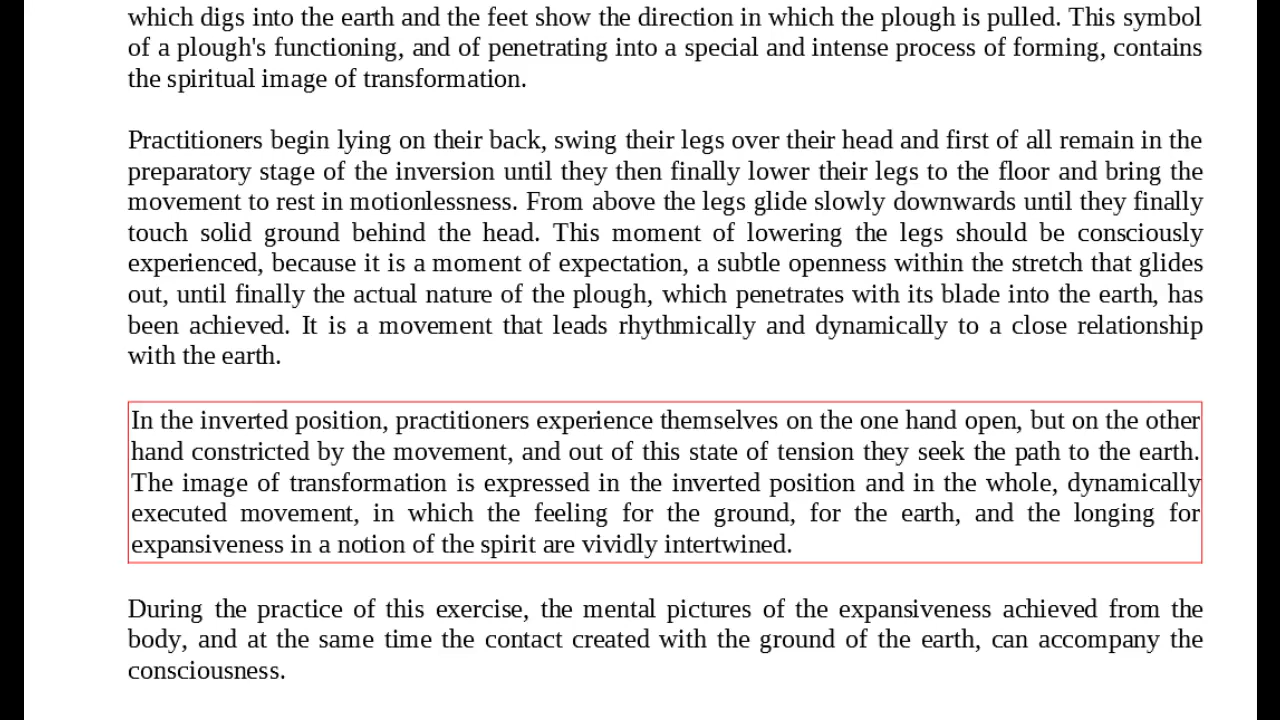 which digs into the earth and the feet show the direction in which the plough is pulled. This symbol
of a plough's functioning, and of penetrating into a special and intense process of forming, contains
the spiritual image of transformation.
Practitioners begin lying on their back, swing their legs over their head and first of all remain in the
preparatory stage of the inversion until they then finally lower their legs to the floor and bring the
movement to rest in motionlessness. From above the legs glide slowly downwards until they finally
touch solid ground behind the head. This moment of lowering the legs should be consciously
experienced, because it is a moment of expectation, a subtle openness within the stretch that glides
out, until finally the actual nature of the plough, which penetrates with its blade into the earth, has
been achieved. It is a movement that leads rhythmically and dynamically to a close relationship
with the earth.
In the inverted position, practitioners experience themselves on the one hand open, but on the other
hand constricted by the movement, and out of this state of tension they seek the path to the earth.
The image of transformation is expressed in the inverted position and in the whole, dynamically
executed movement, in which the feeling for the ground, for the earth, and the longing for
expansiveness in a notion of the spirit are vividly intertwined.
During the practice of this exercise, the mental pictures of the expansiveness achieved from the
body, and at the same time the contact created with the ground of the earth, can accompany the
consciousness.